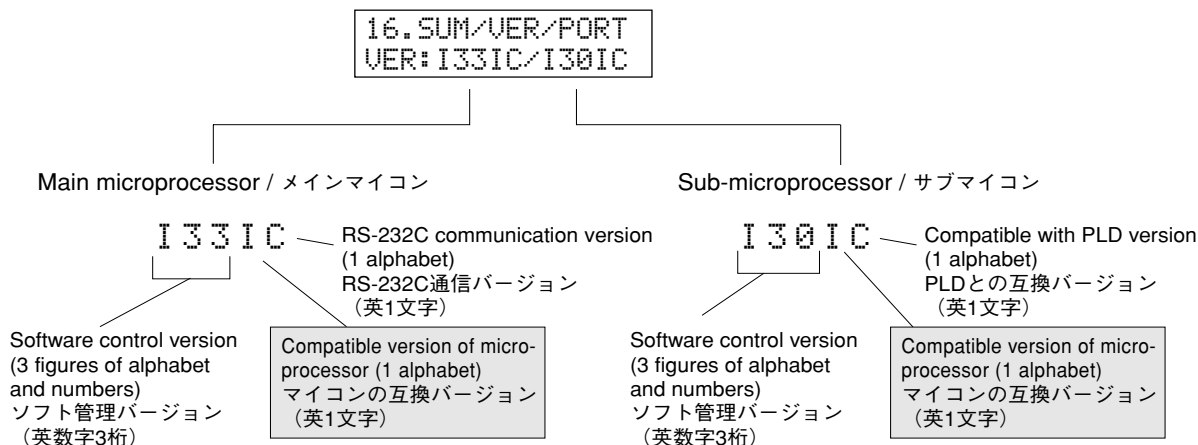 16.SUM/VER/PORT
VER:I33IC/I30IC
Main microprocessor / メインマイコン
I33IC
RS-232C communication version
(1 alphabet)
RS-232C通信バージョン
（英1文字）
Software control version
(3 figures of alphabet
and numbers)
ソフト管理バージョン
（英数字3桁）
Compatible version of micro-
processor (1 alphabet)
マイコンの互換バージョン
（英1文字）
Sub-microprocessor / サブマイコン
I30IC
Compatible with PLD version
(1 alphabet)
PLDとの互換バージョン
（英1文字）
Software control version
(3 figures of alphabet
and numbers)
ソフト管理バージョン
（英数字3桁）
Compatible version of micro-
processor (1 alphabet)
マイコンの互換バージョン
（英1文字）